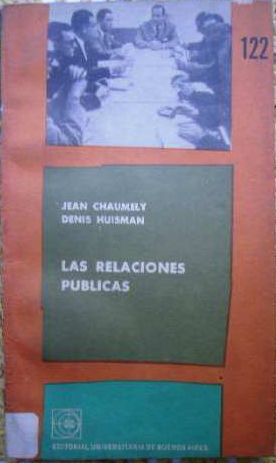 122
JEAN CHAUMELY
DENIS HUISMAN
LAS RELACIONES
PUBLICAS
EDITORIAL UNIVERSITARIA DE BUENOS AIRES